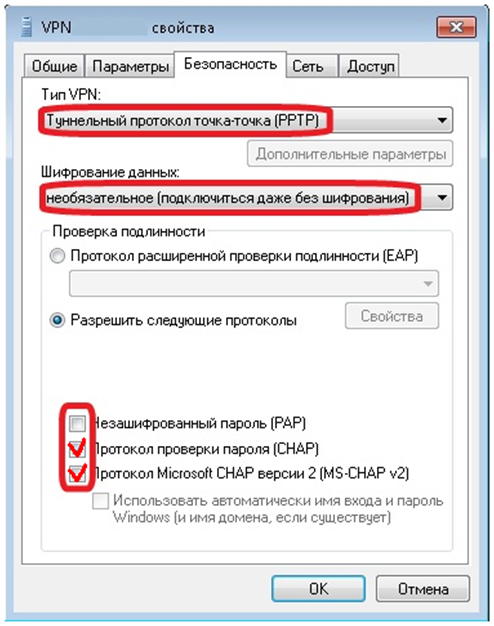 VPN свойства
Общие Параметры Безопасность Сеть Доступ
Тип VPN:
Туннельный протокол точка-точка (PPTP)
Дополнительные параметры
Шифрование данных:
необязательное (подключиться даже без шифрования)
Проверка подлинности
Протокол расширенной проверки подлинности (EAP)
Свойства
Разрешить следующие протоколы
Незашифрованный пароль (PAP)
Протокол проверки пароля (CHAP)
Протокол Microsoft CHAP версии 2 (MS-CHAP v2)
Использовать автоматически имя входа и пароль
Windows (и имя домена, если существует)
OK Отмена